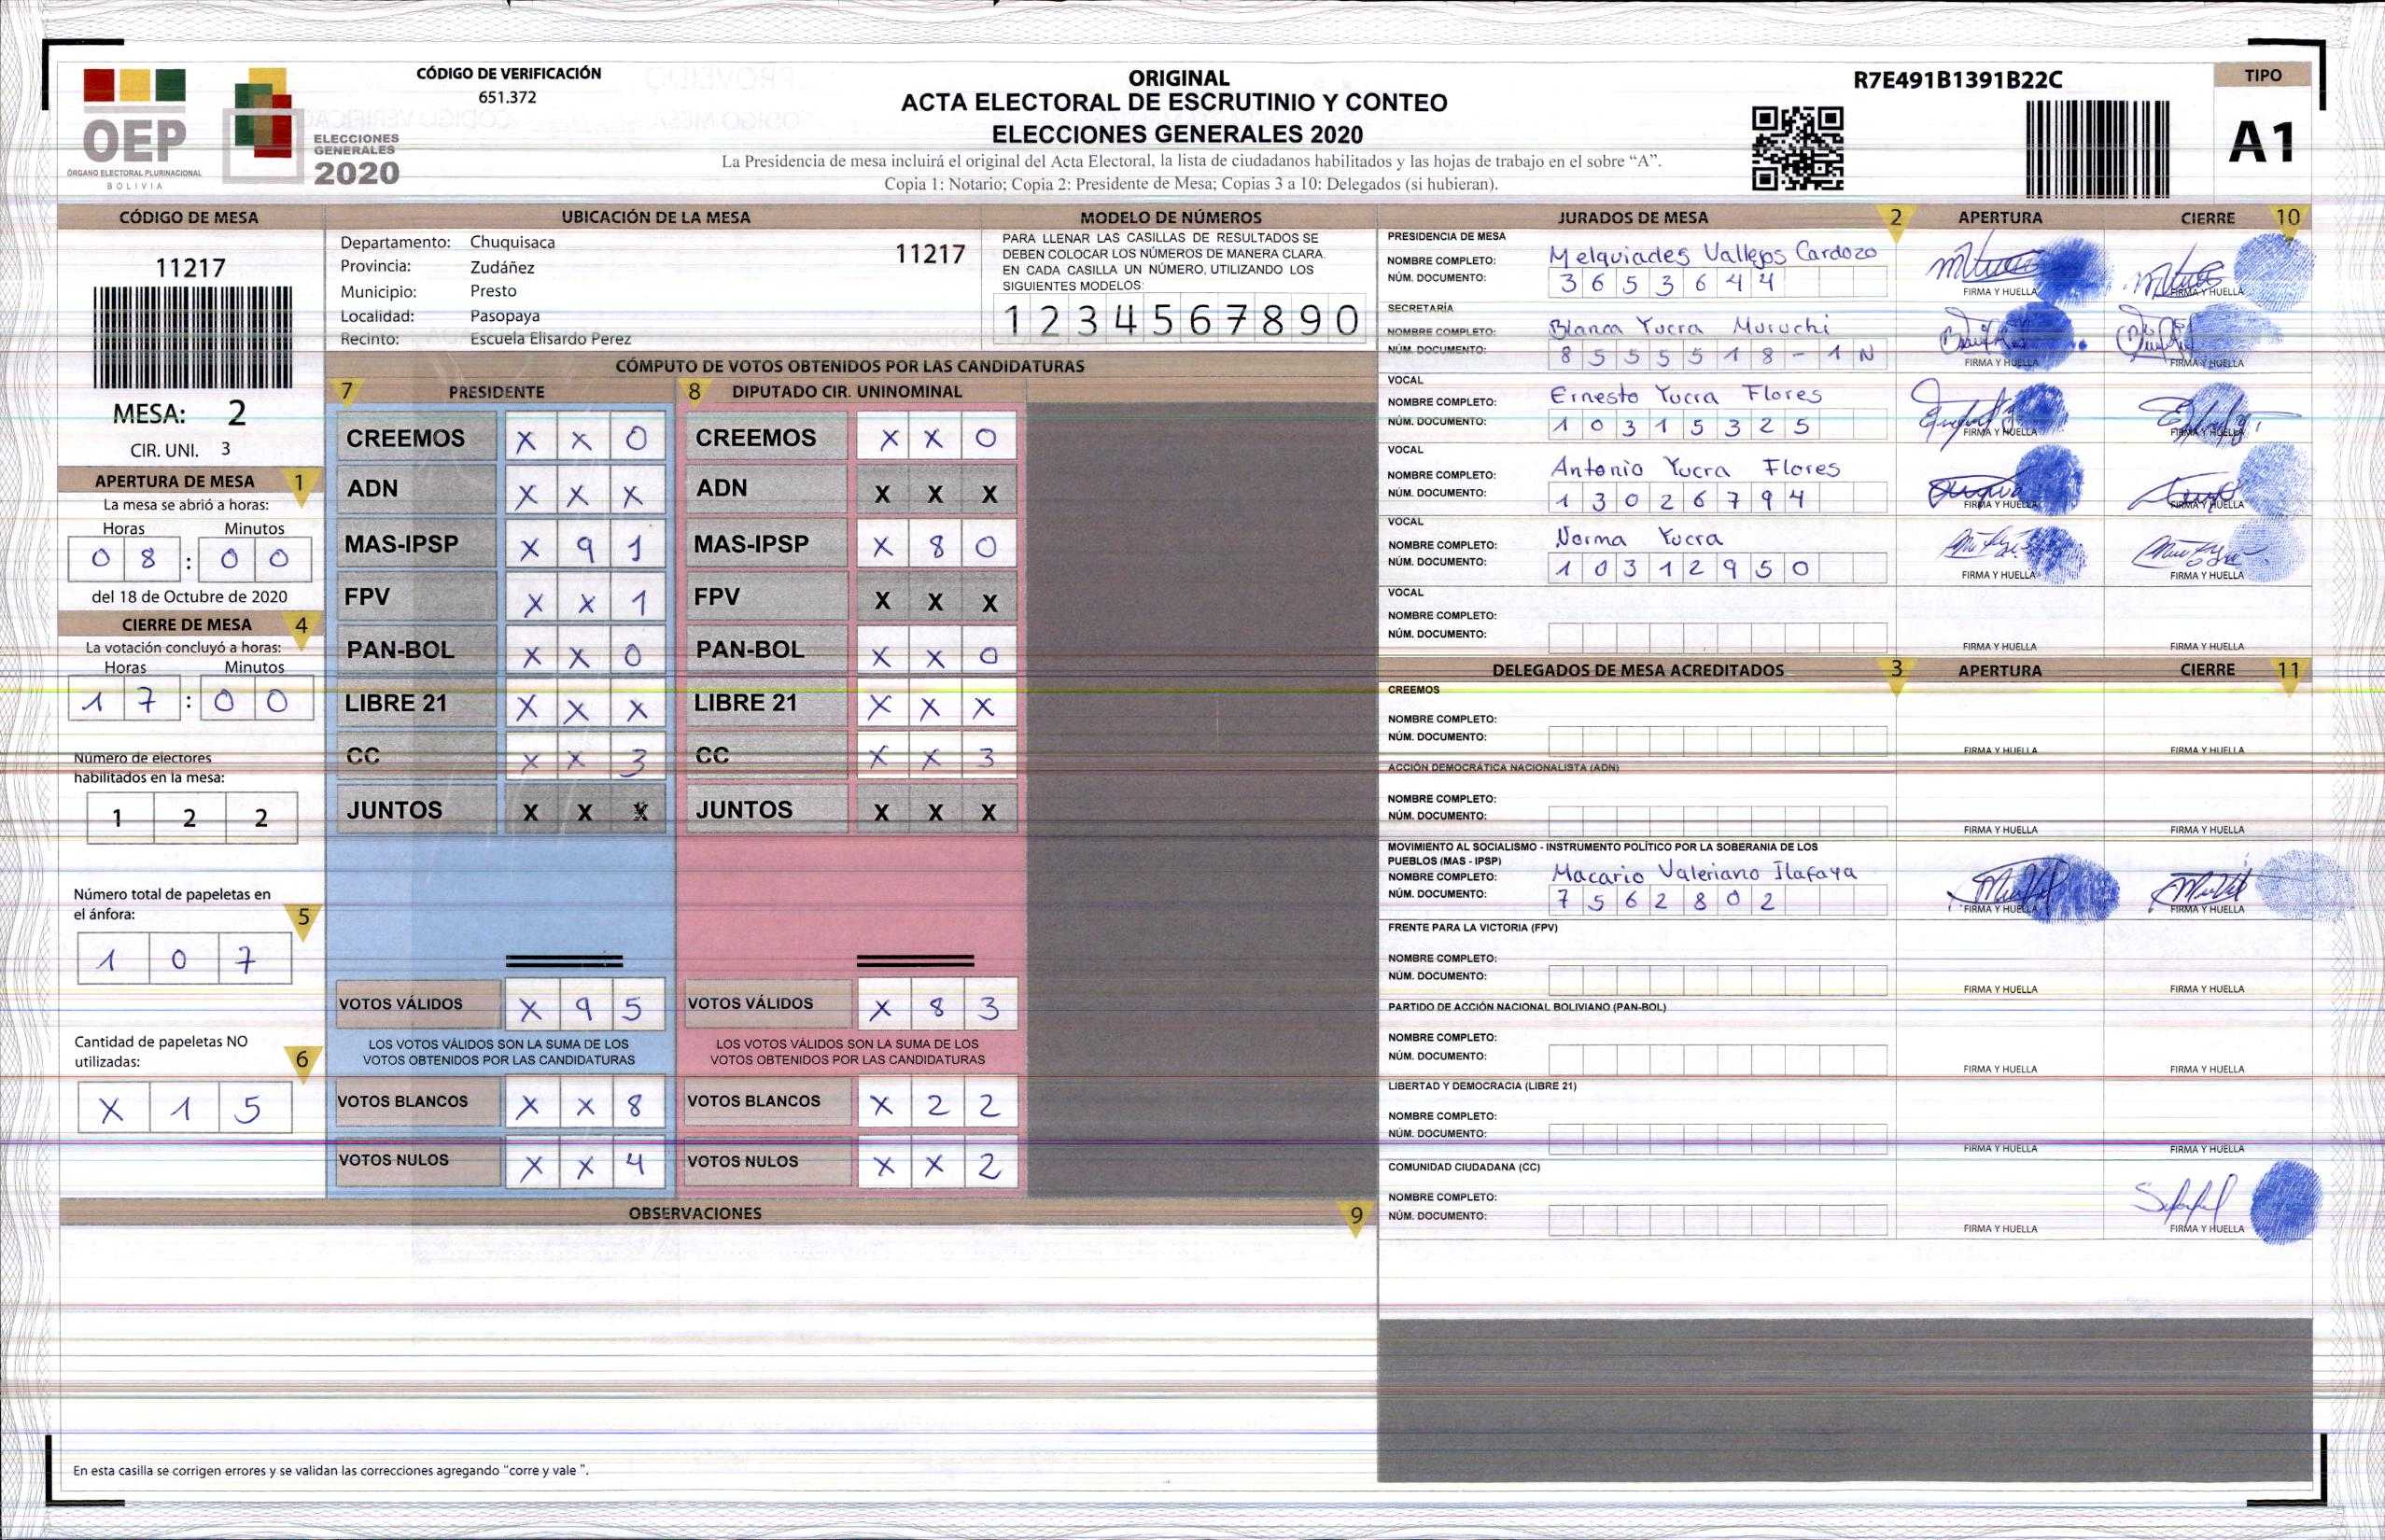 CÓDIGO DE VERIFICACIÓN
651.372
OEP
ÓRGANO ELECTORAL PLURINACIONAL
BOLIVIA
ELECCIONES
GENERALES
2020
ORIGINAL
ACTA ELECTORAL DE ESCRUTINIO Y CONTEO
ELECCIONES GENERALES 2020
La Presidencia de mesa incluirá el original del Acta Electoral, la lista de ciudadanos habilitados y las hojas de trabajo en el sobre “A”.
Copia 1: Notario; Copia 2: Presidente de Mesa; Copias 3 a 10: Delegados (si hubieran).
R7E491B1391B22C
TIPO
A1
CÓDIGO DE MESA
11217
MESA: 2
CIR. UNI. 3
APERTURA DE MESA 1
La mesa se abrió a horas:
Horas Minutos
0 8 : 0 0
del 18 de Octubre de 2020
CIERRE DE MESA 4
La votación concluyó a horas:
Horas Minutos
1 7 : 0 0
Número de electores
habilitados en la mesa:
1 2 2
Número total de papeletas en
el ánfora: 5
1 0 7
Cantidad de papeletas NO
utilizadas: 6
X 1 5
UBICACIÓN DE LA MESA
Departamento: Chuquisaca 11217
Provincia: Zudáñez
Municipio: Presto
Localidad: Pasopaya
Recinto: Escuela Elisardo Perez
MODELO DE NÚMEROS
PARA LLENAR LAS CASILLAS DE RESULTADOS SE
DEBEN COLOCAR LOS NÚMEROS DE MANERA CLARA.
EN CADA CASILLA UN NÚMERO, UTILIZANDO LOS
SIGUIENTES MODELOS:
1 2 3 4 5 6 7 8 9 0
CÓMPUTO DE VOTOS OBTENIDOS POR LAS CANDIDATURAS
7 PRESIDENTE
CREEMOS X X 0
ADN X X X
MAS-IPSP X 9 1
FPV X X 1
PAN-BOL X X 0
LIBRE 21 X X X
CC X X 3
JUNTOS X X X
VOTOS VÁLIDOS X 9 5
LOS VOTOS VÁLIDOS SON LA SUMA DE LOS
VOTOS OBTENIDOS POR LAS CANDIDATURAS
VOTOS BLANCOS X X 8
VOTOS NULOS X X 4
8 DIPUTADO CIR. UNINOMINAL
CREEMOS X X 0
ADN X X X
MAS-IPSP X 8 0
FPV X X X
PAN-BOL X X 0
LIBRE 21 X X X
CC X X 3
JUNTOS X X X
VOTOS VÁLIDOS X 8 3
LOS VOTOS VÁLIDOS SON LA SUMA DE LOS
VOTOS OBTENIDOS POR LAS CANDIDATURAS
VOTOS BLANCOS X 2 2
VOTOS NULOS X X 2
OBSERVACIONES 9
En esta casilla se corrigen errores y se validan las correcciones agregando “corre y vale ”.
JURADOS DE MESA 2 APERTURA CIERRE 10
PRESIDENCIA DE MESA
NOMBRE COMPLETO: Melquiades Vallejos Cardozo
NÚM. DOCUMENTO: 3 6 5 3 6 4 4
FIRMA Y HUELLA FIRMA Y HUELLA
SECRETARÍA
NOMBRE COMPLETO: Blanca Yucra Muruchi
NÚM. DOCUMENTO: 8 5 5 5 5 1 8 - 1 N
FIRMA Y HUELLA FIRMA Y HUELLA
VOCAL
NOMBRE COMPLETO: Ernesto Yucra Flores
NÚM. DOCUMENTO: 1 0 3 1 5 3 2 5
FIRMA Y HUELLA FIRMA Y HUELLA
VOCAL
NOMBRE COMPLETO: Antonio Yucra Flores
NÚM. DOCUMENTO: 1 3 0 2 6 7 9 4
FIRMA Y HUELLA FIRMA Y HUELLA
VOCAL
NOMBRE COMPLETO: Norma Yucra
NÚM. DOCUMENTO: 1 0 3 1 2 9 5 0
FIRMA Y HUELLA FIRMA Y HUELLA
VOCAL
NOMBRE COMPLETO:
NÚM. DOCUMENTO:
FIRMA Y HUELLA FIRMA Y HUELLA
DELEGADOS DE MESA ACREDITADOS 3 APERTURA CIERRE 11
CREEMOS
NOMBRE COMPLETO:
NÚM. DOCUMENTO:
FIRMA Y HUELLA FIRMA Y HUELLA
ACCIÓN DEMOCRÁTICA NACIONALISTA (ADN)
NOMBRE COMPLETO:
NÚM. DOCUMENTO:
FIRMA Y HUELLA FIRMA Y HUELLA
MOVIMIENTO AL SOCIALISMO - INSTRUMENTO POLÍTICO POR LA SOBERANIA DE LOS
PUEBLOS (MAS - IPSP)
NOMBRE COMPLETO: Macario Valeriano Ilafaya
NÚM. DOCUMENTO: 7 5 6 2 8 0 2
FIRMA Y HUELLA FIRMA Y HUELLA
FRENTE PARA LA VICTORIA (FPV)
NOMBRE COMPLETO:
NÚM. DOCUMENTO:
FIRMA Y HUELLA FIRMA Y HUELLA
PARTIDO DE ACCIÓN NACIONAL BOLIVIANO (PAN-BOL)
NOMBRE COMPLETO:
NÚM. DOCUMENTO:
FIRMA Y HUELLA FIRMA Y HUELLA
LIBERTAD Y DEMOCRACIA (LIBRE 21)
NOMBRE COMPLETO:
NÚM. DOCUMENTO:
FIRMA Y HUELLA FIRMA Y HUELLA
COMUNIDAD CIUDADANA (CC)
NOMBRE COMPLETO:
NÚM. DOCUMENTO:
FIRMA Y HUELLA FIRMA Y HUELLA